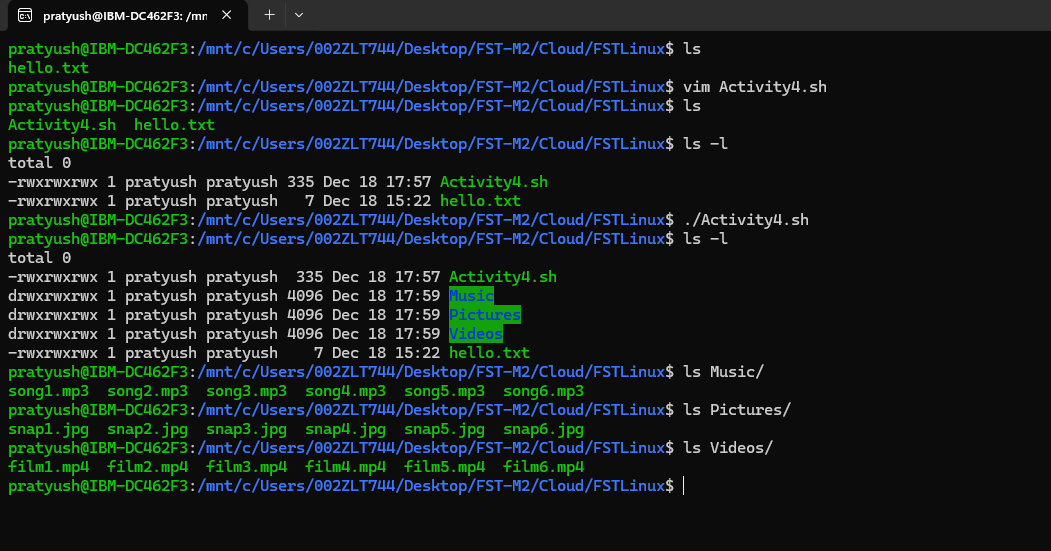 pratyush@IBM-DC462F3: /mn
pratyush@IBM-DC462F3:/mnt/c/Users/002ZLT744/Desktop/FST-M2/Cloud/FSTLinux$ ls
hello.txt
pratyush@IBM-DC462F3:/mnt/c/Users/002ZLT744/Desktop/FST-M2/Cloud/FSTLinux$ vim Activity4.sh
pratyush@IBM-DC462F3:/mnt/c/Users/002ZLT744/Desktop/FST-M2/Cloud/FSTLinux$ ls
Activity4.sh  hello.txt
pratyush@IBM-DC462F3:/mnt/c/Users/002ZLT744/Desktop/FST-M2/Cloud/FSTLinux$ ls -l
total 0
-rwxrwxrwx 1 pratyush pratyush 335 Dec 18 17:57 Activity4.sh
-rwxrwxrwx 1 pratyush pratyush   7 Dec 18 15:22 hello.txt
pratyush@IBM-DC462F3:/mnt/c/Users/002ZLT744/Desktop/FST-M2/Cloud/FSTLinux$ ./Activity4.sh
pratyush@IBM-DC462F3:/mnt/c/Users/002ZLT744/Desktop/FST-M2/Cloud/FSTLinux$ ls -l
total 0
-rwxrwxrwx 1 pratyush pratyush  335 Dec 18 17:57 Activity4.sh
drwxrwxrwx 1 pratyush pratyush 4096 Dec 18 17:59 Music
drwxrwxrwx 1 pratyush pratyush 4096 Dec 18 17:59 Pictures
drwxrwxrwx 1 pratyush pratyush 4096 Dec 18 17:59 Videos
-rwxrwxrwx 1 pratyush pratyush    7 Dec 18 15:22 hello.txt
pratyush@IBM-DC462F3:/mnt/c/Users/002ZLT744/Desktop/FST-M2/Cloud/FSTLinux$ ls Music/
song1.mp3  song2.mp3  song3.mp3  song4.mp3  song5.mp3  song6.mp3
pratyush@IBM-DC462F3:/mnt/c/Users/002ZLT744/Desktop/FST-M2/Cloud/FSTLinux$ ls Pictures/
snap1.jpg  snap2.jpg  snap3.jpg  snap4.jpg  snap5.jpg  snap6.jpg
pratyush@IBM-DC462F3:/mnt/c/Users/002ZLT744/Desktop/FST-M2/Cloud/FSTLinux$ ls Videos/
film1.mp4  film2.mp4  film3.mp4  film4.mp4  film5.mp4  film6.mp4
pratyush@IBM-DC462F3:/mnt/c/Users/002ZLT744/Desktop/FST-M2/Cloud/FSTLinux$